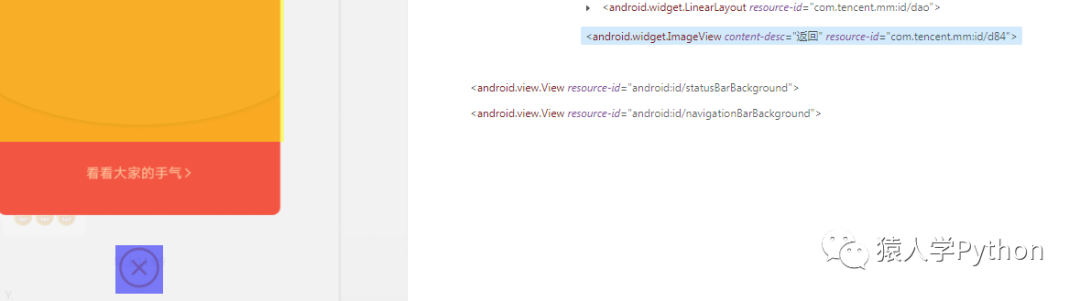 <android.widget.LinearLayout resource-id="com.tencent.mm:id/dao">
<android.widget.ImageView content-desc="返回" resource-id="com.tencent.mm:id/d84">
<android.view.View resource-id="android:id/statusBarBackground">
<android.view.View resource-id="android:id/navigationBarBackground">
看看大家的手气>
猿人学Python